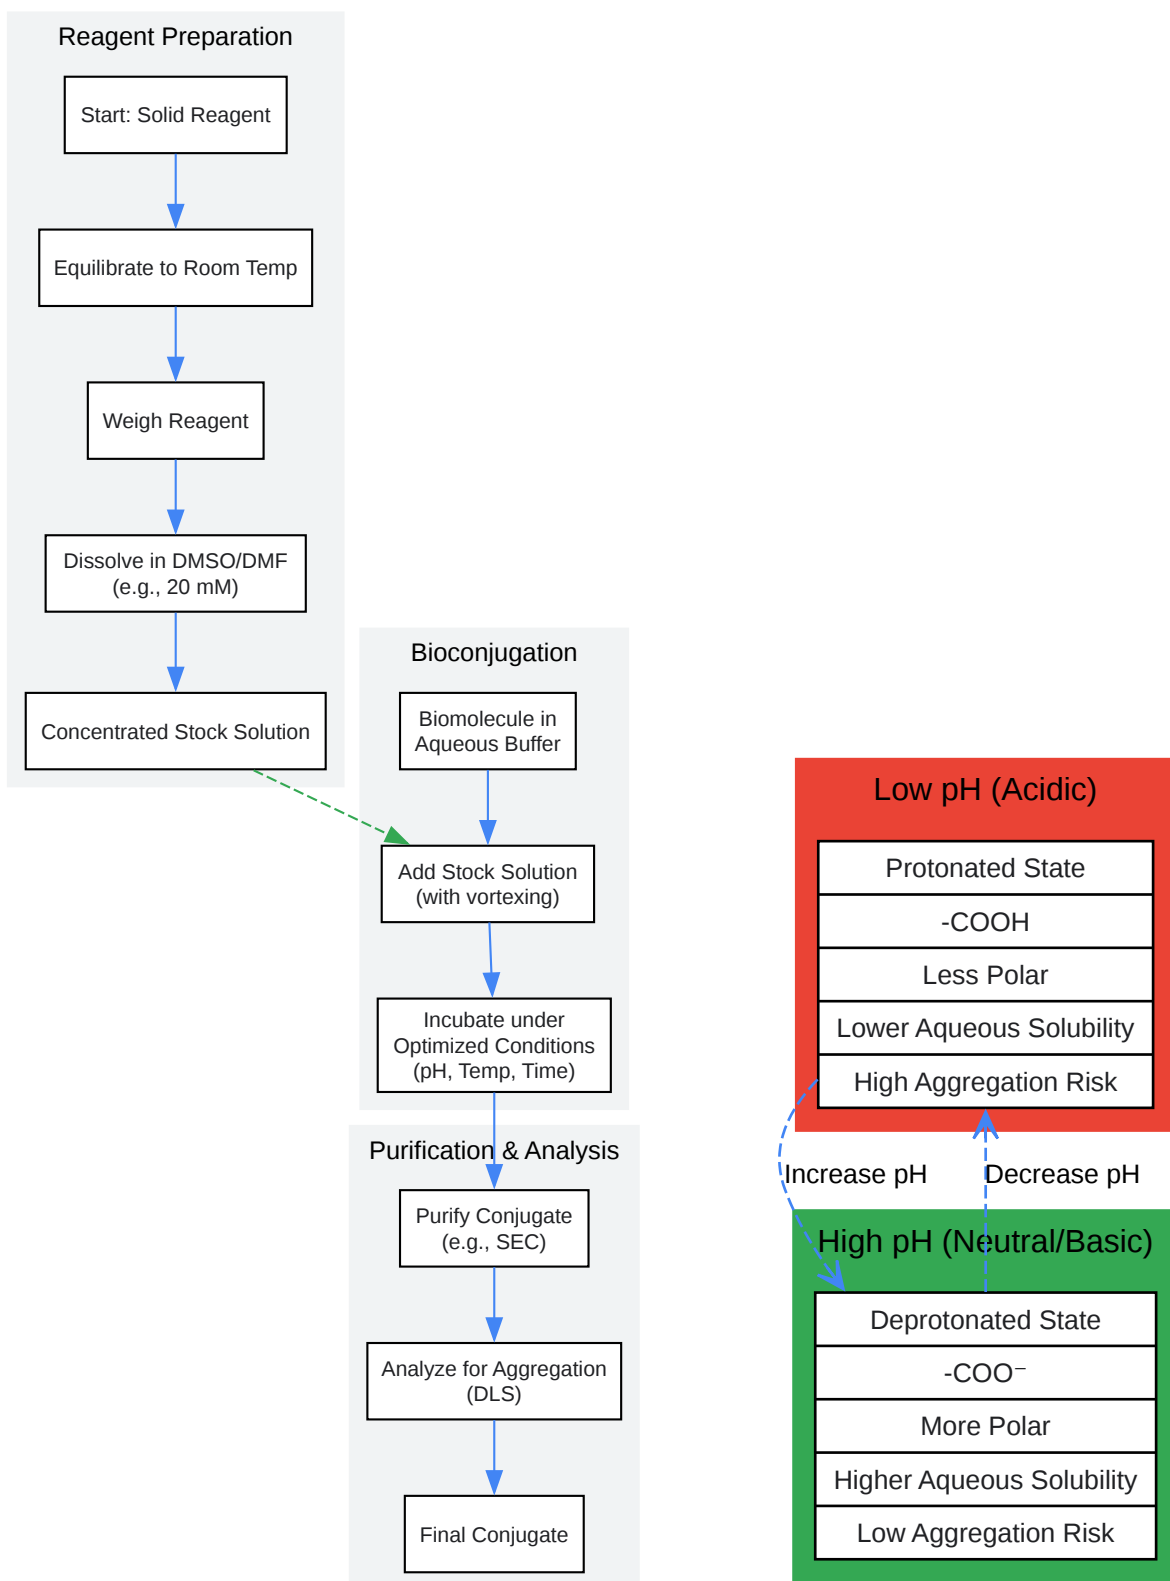 Reagent Preparation
Start: Solid Reagent
Equilibrate to Room Temp
Weigh Reagent
Dissolve in DMSO/DMF
(e.g., 20 mM)
Concentrated Stock Solution
Bioconjugation
Biomolecule in
Aqueous Buffer
Add Stock Solution
(with vortexing)
Incubate under
Optimized Conditions
(pH, Temp, Time)
Purification & Analysis
Purify Conjugate
(e.g., SEC)
Analyze for Aggregation
(DLS)
Final Conjugate
Low pH (Acidic)
Protonated State
-COOH
Less Polar
Lower Aqueous Solubility
High Aggregation Risk
Increase pH
Decrease pH
High pH (Neutral/Basic)
Deprotonated State
-COO⁻
More Polar
Higher Aqueous Solubility
Low Aggregation Risk